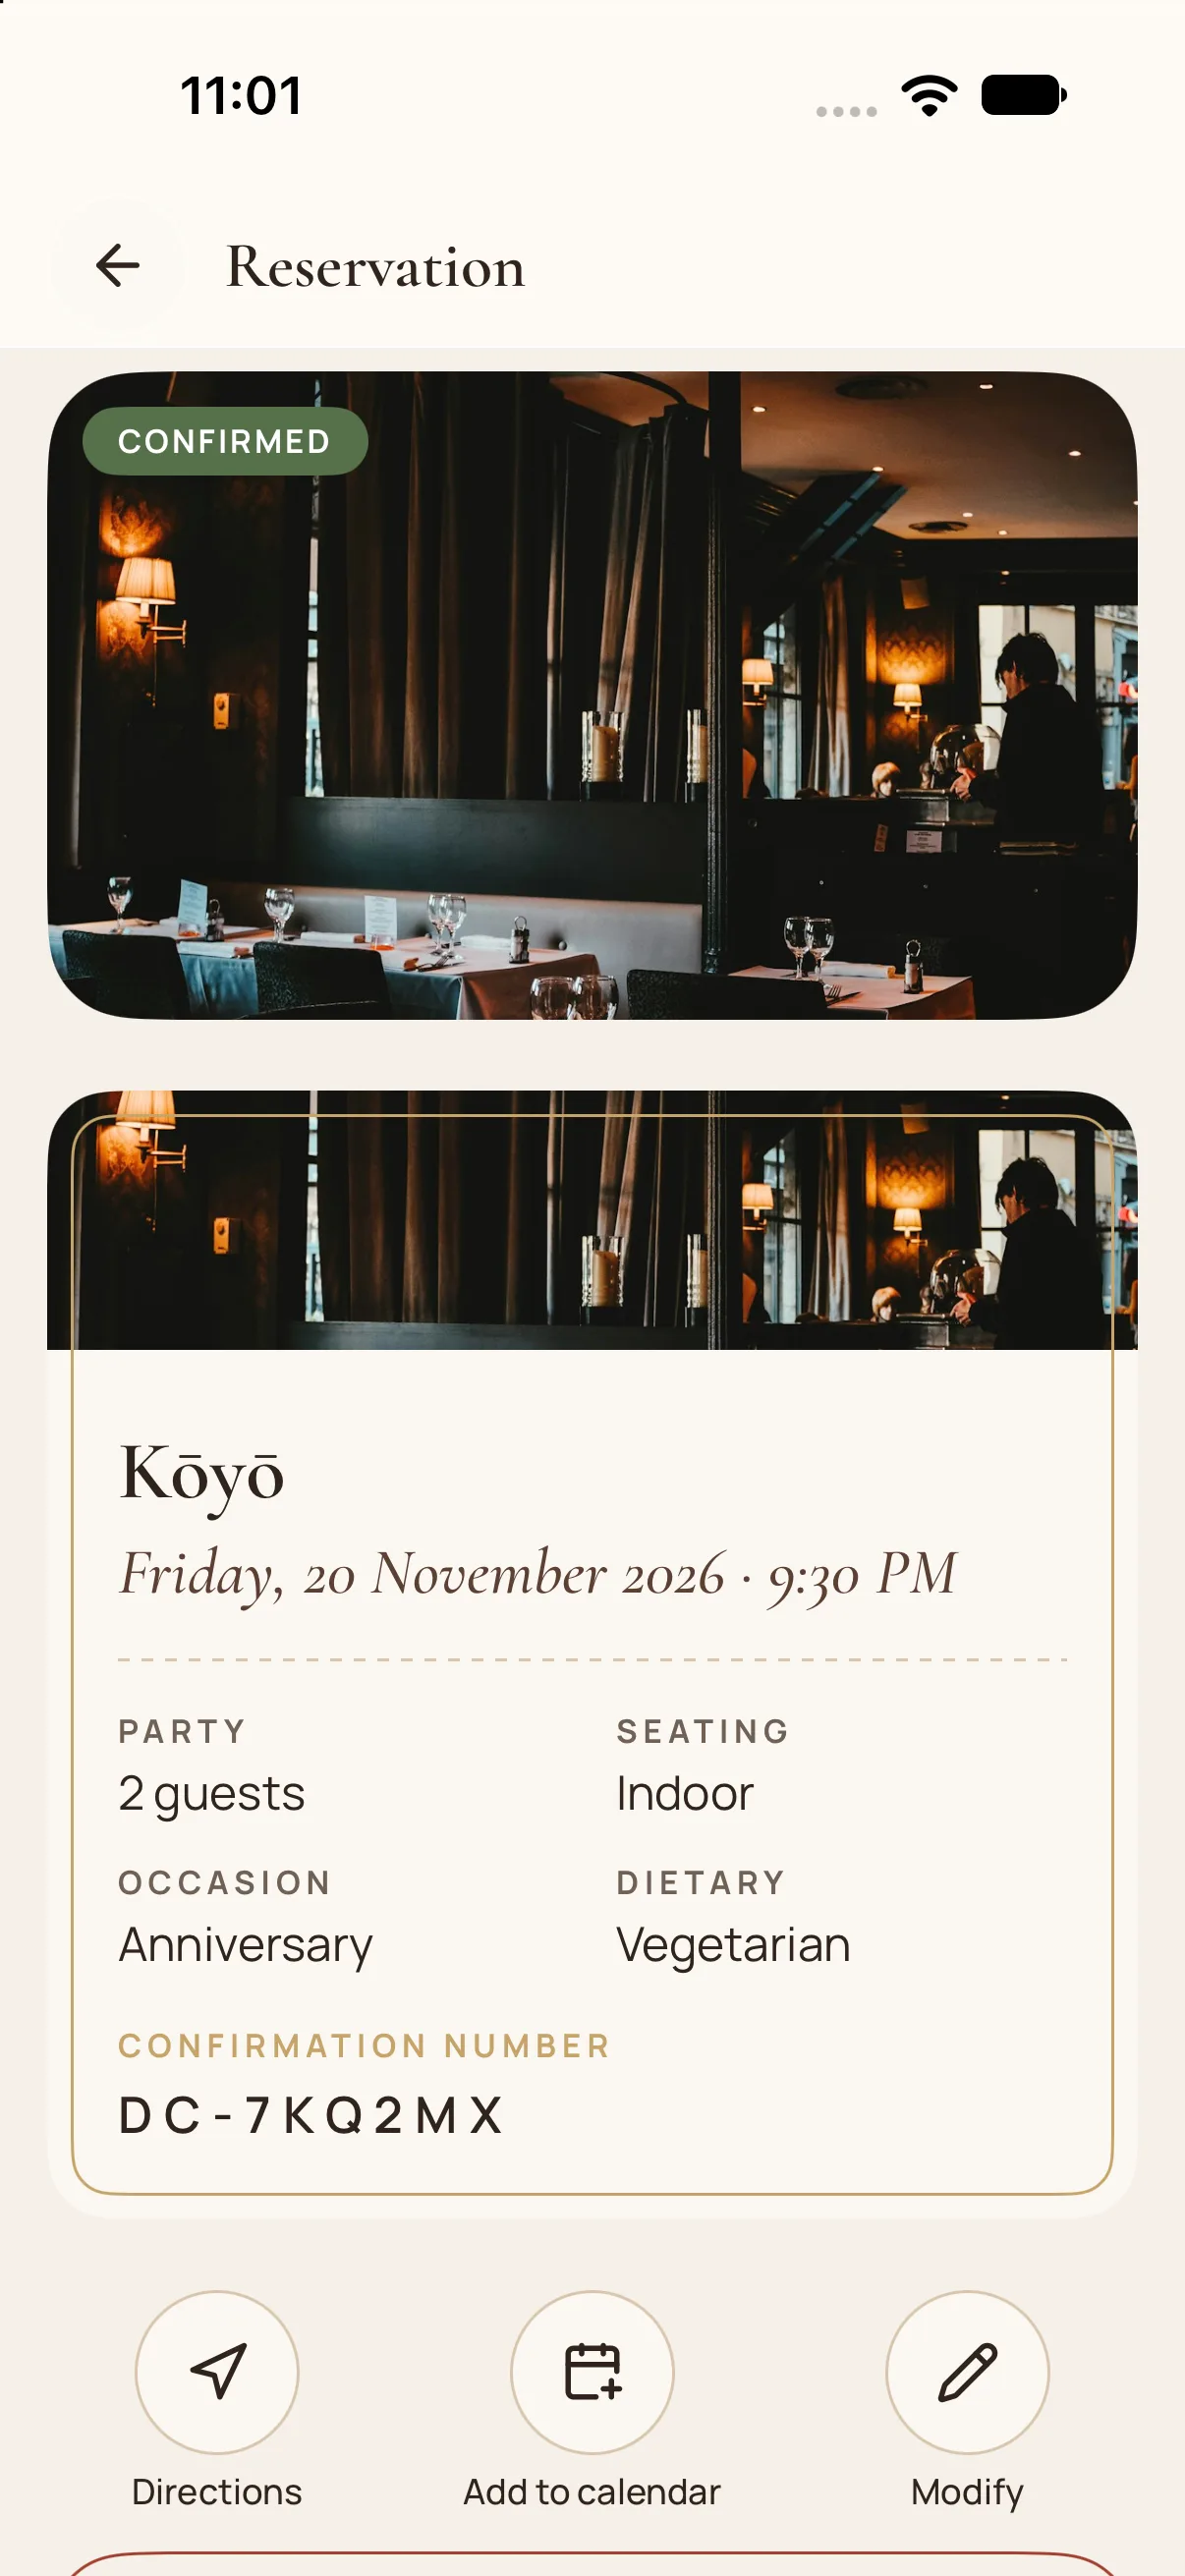 11:01
Reservation
CONFIRMED
Kōyō
Friday, 20 November 2026 · 9:30 PM
PARTY
SEATING
2 guests
Indoor
OCCASION
DIETARY
Anniversary
Vegetarian
CONFIRMATION NUMBER
DC-7KQ2MX
Directions
Add to calendar
Modify